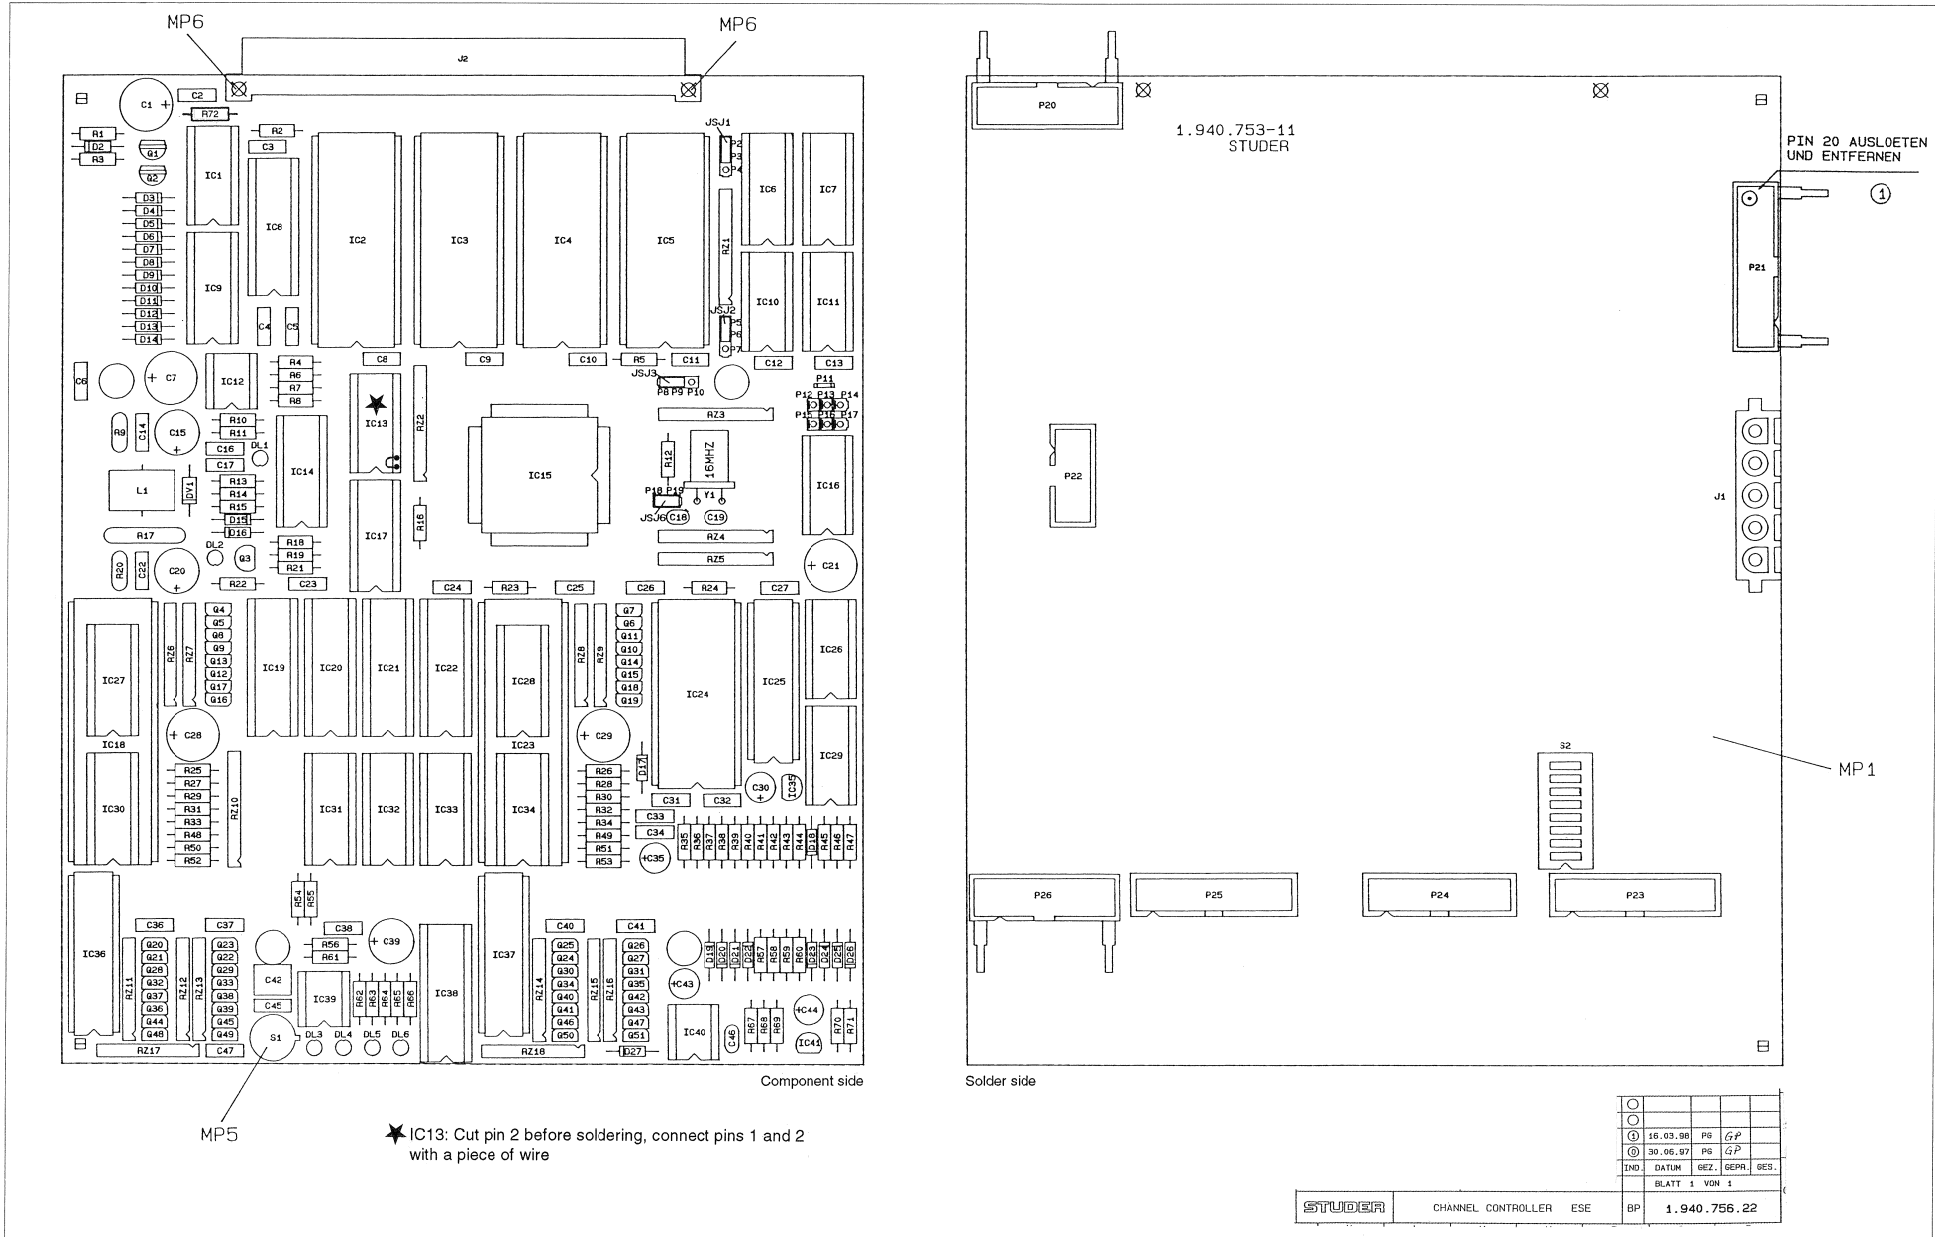 MP6 MP6
J2
C1 + C2
R72
R1 R2
D2 Q1 C3
R3
Q2
JSJ1
P2
P3
P4
IC1 IC6 IC2 IC3 IC4 IC5 RZ1 IC6 IC7
D3
D4
D5
D6
D7
D8
D9
D10
D11
D12
D13
D14
IC9 IC10 IC11
C4 C5
JSJ2
P5
P6
P7
C8 C9 C10 R5 C11 C12 C13
C6 + C7 IC12
R4
R6
R7
R8
JSJ3
P8 P9 P10
P11
P12 P13 P14
P15 P16 P17
IC13 RZ2 RZ3
R9 C14 C15 +
R10
R11
C16 DL1
C17
L1 DV1
R13
R14
R15
D15
D16
IC14 IC15 R12 16MHZ IC16
P18 P19 Y1
JSJ6 C18 C19
R17 IC17 R16
RZ4
RZ5
DL2 Q3
R18
R19
R21
R20 C22 C20 + R22 C23 C24 R23 C25 C26 R24 C27 + C21
RZ6 RZ7
Q4
Q5
Q8
Q9
Q13
Q12
Q17
Q16
IC27 IC19 IC20 IC21 IC22 IC28
RZ8 RZ9
Q7
Q6
Q11
Q10
Q14
Q15
Q18
Q19
IC24 IC25 IC26
IC18 + C28 IC23 + C29 IC29
D17 C30 + IC35
R25
R27
R29
R31
R33
R48
R50
R52
RZ10
IC30 IC31 IC32 IC33 IC34
R26
R28
R30
R32
R34
R49
R51
R53
C31 C32
C33
C34
+C35
R35 R36 R37 R38 R39 R40 R41 R42 R43 R44 D18 R45 R46 R47
R54 R55
C36 C37 C38 C40 C41
IC36 RZ11
Q20
Q21
Q28
Q32
Q37
Q36
Q44
Q48
RZ12 RZ13
Q23
Q22
Q29
Q33
Q38
Q39
Q45
Q49
R56
R61
+ C39
C42
C45
S1
IC39
R62 R63 R64 R65 R66
DL3 DL4 DL5 DL6
IC38 IC37 RZ14
Q25
Q24
Q30
Q34
Q40
Q41
Q46
Q50
RZ15 RZ16
Q26
Q27
Q31
Q35
Q42
Q43
Q47
Q51
D19 D20 D21 D22 R57 R58 R59 R60 D23 D24 D25 D26
+C43 +C44
IC40 C46 R67 R68 R69 IC41 R70 R71
RZ17 C47 RZ18 D27
Component side
MP5
★ IC13: Cut pin 2 before soldering, connect pins 1 and 2
with a piece of wire
P20
1.940.753-11
STUDER
PIN 20 AUSLOETEN
UND ENTFERNEN
1
P21
P22
J1
S2
MP1
P26 P25 P24 P23
Solder side
1 16.03.98 PG GP
0 30.06.97 PG GP
IND. DATUM GEZ. GEPR. GES.
BLATT 1 VON 1
STUDER CHANNEL CONTROLLER ESE BP 1.940.756.22